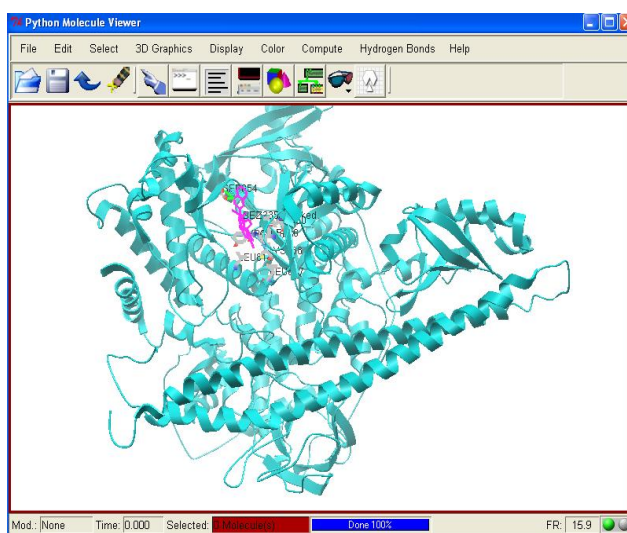 Python Molecule Viewer
File Edit Select 3D Graphics Display Color Compute Hydrogen Bonds Help
SER854
Mod.: None Time: 0.000 Selected: 0 Molecule(s) Done 100% FR: 15.9